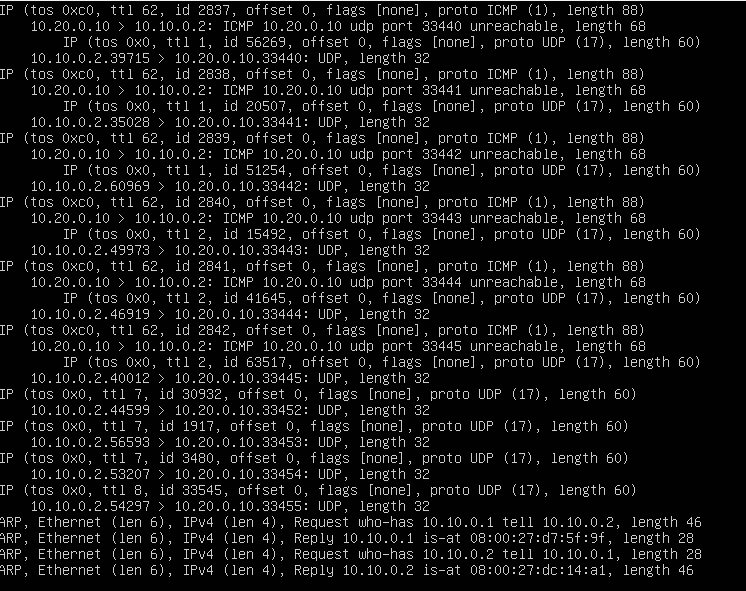 IP (tos 0xc0, ttl 62, id 2837, offset 0, flags [none], proto ICMP (1), length 88)
10.20.0.10 > 10.10.0.2: ICMP 10.20.0.10 udp port 33440 unreachable, length 68
IP (tos 0x0, ttl 1, id 56269, offset 0, flags [none], proto UDP (17), length 60)
10.10.0.2.39715 > 10.20.0.10.33440: UDP, length 32
IP (tos 0xc0, ttl 62, id 2838, offset 0, flags [none], proto ICMP (1), length 88)
10.20.0.10 > 10.10.0.2: ICMP 10.20.0.10 udp port 33441 unreachable, length 68
IP (tos 0x0, ttl 1, id 20507, offset 0, flags [none], proto UDP (17), length 60)
10.10.0.2.35028 > 10.20.0.10.33441: UDP, length 32
IP (tos 0xc0, ttl 62, id 2839, offset 0, flags [none], proto ICMP (1), length 88)
10.20.0.10 > 10.10.0.2: ICMP 10.20.0.10 udp port 33442 unreachable, length 68
IP (tos 0x0, ttl 1, id 51254, offset 0, flags [none], proto UDP (17), length 60)
10.10.0.2.60969 > 10.20.0.10.33442: UDP, length 32
IP (tos 0xc0, ttl 62, id 2840, offset 0, flags [none], proto ICMP (1), length 88)
10.20.0.10 > 10.10.0.2: ICMP 10.20.0.10 udp port 33443 unreachable, length 68
IP (tos 0x0, ttl 2, id 15492, offset 0, flags [none], proto UDP (17), length 60)
10.10.0.2.49973 > 10.20.0.10.33443: UDP, length 32
IP (tos 0xc0, ttl 62, id 2841, offset 0, flags [none], proto ICMP (1), length 88)
10.20.0.10 > 10.10.0.2: ICMP 10.20.0.10 udp port 33444 unreachable, length 68
IP (tos 0x0, ttl 2, id 41645, offset 0, flags [none], proto UDP (17), length 60)
10.10.0.2.46919 > 10.20.0.10.33444: UDP, length 32
IP (tos 0xc0, ttl 62, id 2842, offset 0, flags [none], proto ICMP (1), length 88)
10.20.0.10 > 10.10.0.2: ICMP 10.20.0.10 udp port 33445 unreachable, length 68
IP (tos 0x0, ttl 2, id 63517, offset 0, flags [none], proto UDP (17), length 60)
10.10.0.2.40012 > 10.20.0.10.33445: UDP, length 32
IP (tos 0x0, ttl 7, id 30932, offset 0, flags [none], proto UDP (17), length 60)
10.10.0.2.44599 > 10.20.0.10.33452: UDP, length 32
IP (tos 0x0, ttl 7, id 1917, offset 0, flags [none], proto UDP (17), length 60)
10.10.0.2.56593 > 10.20.0.10.33453: UDP, length 32
IP (tos 0x0, ttl 7, id 3480, offset 0, flags [none], proto UDP (17), length 60)
10.10.0.2.53207 > 10.20.0.10.33454: UDP, length 32
IP (tos 0x0, ttl 8, id 33545, offset 0, flags [none], proto UDP (17), length 60)
10.10.0.2.54297 > 10.20.0.10.33455: UDP, length 32
ARP, Ethernet (len 6), IPv4 (len 4), Request who-has 10.10.0.1 tell 10.10.0.2, length 46
ARP, Ethernet (len 6), IPv4 (len 4), Reply 10.10.0.1 is-at 08:00:27:d7:5f:9f, length 28
ARP, Ethernet (len 6), IPv4 (len 4), Request who-has 10.10.0.2 tell 10.10.0.1, length 28
ARP, Ethernet (len 6), IPv4 (len 4), Reply 10.10.0.2 is-at 08:00:27:dc:14:a1, length 46